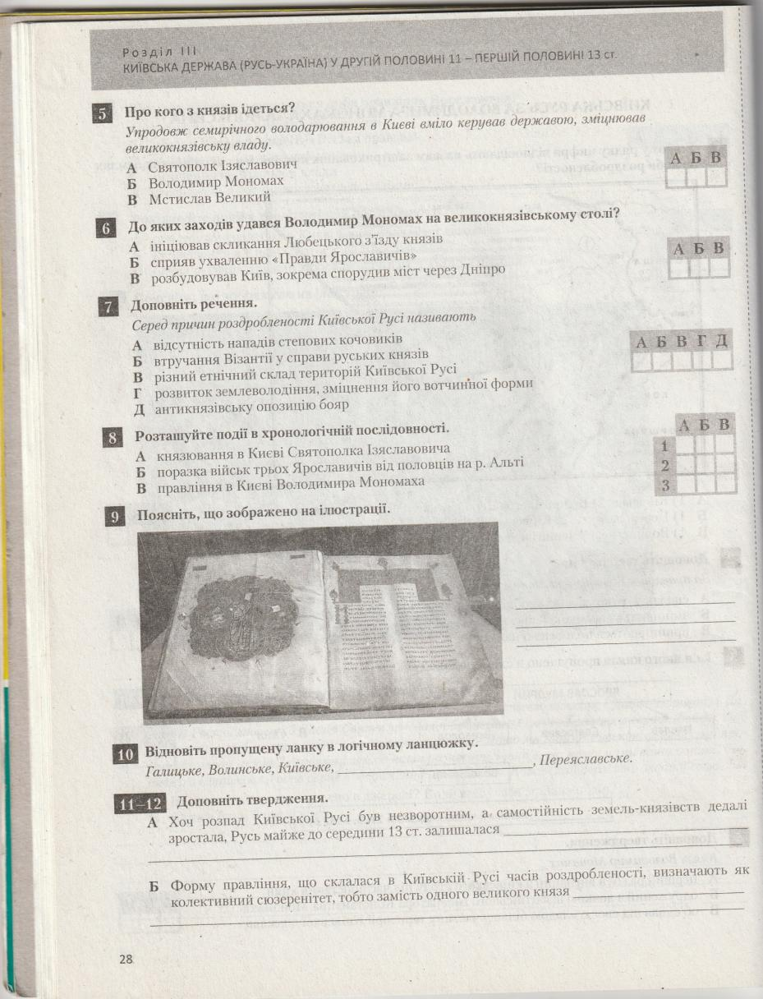 Розділ III
КИЇВСЬКА ДЕРЖАВА (РУСЬ-УКРАЇНА) У ДРУГІЙ ПОЛОВИНІ 11 – ПЕРШІЙ ПОЛОВИНІ 13 ст.
5 Про кого з князів ідеться?
Упродовж семирічного володарювання в Києві вміло керував державою, зміцнював
великокнязівську владу.
А Святополк Ізяславович
Б Володимир Мономах
В Мстислав Великий
А Б В
6 До яких заходів удався Володимир Мономах на великокнязівському столі?
А ініціював скликання Любецького з'їзду князів
Б сприяв ухваленню «Правди Ярославичів»
В розбудовував Київ, зокрема спорудив міст через Дніпро
А Б В
7 Доповніть речення.
Серед причин роздробленості Київської Русі називають
А відсутність нападів степових кочовиків
Б втручання Візантії у справи руських князів
В різний етнічний склад територій Київської Русі
Г розвиток землеволодіння, зміцнення його вотчинної форми
Д антикнязівську опозицію бояр
А Б В Г Д
8 Розташуйте події в хронологічній послідовності.
А князювання в Києві Святополка Ізяславовича
Б поразка військ трьох Ярославичів від половців на р. Альті
В правління в Києві Володимира Мономаха
А Б В
1
2
3
9 Поясніть, що зображено на ілюстрації.
10 Відновіть пропущену ланку в логічному ланцюжку.
Галицьке, Волинське, Київське, ____________________, Переяславське.
11–12 Доповніть твердження.
А Хоч розпад Київської Русі був незворотним, а самостійність земель-князівств дедалі
зростала, Русь майже до середини 13 ст. залишалася ____________________
Б Форму правління, що склалася в Київській Русі часів роздробленості, визначають як
колективний сюзеренітет, тобто замість одного великого князя ____________________
28